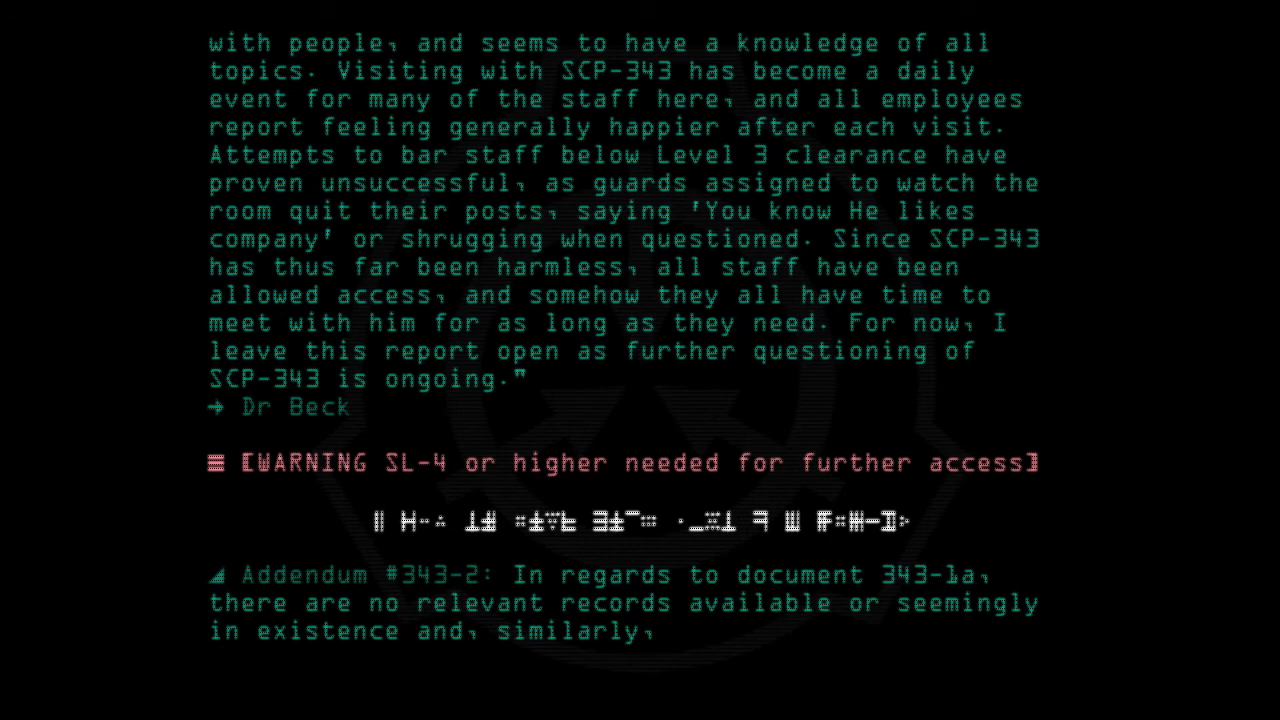 with people, and seems to have a knowledge of all
topics. Visiting with SCP-343 has become a daily
event for many of the staff here, and all employees
report feeling generally happier after each visit.
Attempts to bar staff below Level 3 clearance have
proven unsuccessful, as guards assigned to watch the
room quit their posts, saying 'You know He likes
company' or shrugging when questioned. Since SCP-343
has thus far been harmless, all staff have been
allowed access, and somehow they all have time to
meet with him for as long as they need. For now, I
leave this report open as further questioning of
SCP-343 is ongoing."
→ Dr Beck
≡ [WARNING SL-4 or higher needed for further access]
◢ Addendum #343-2: In regards to document 343-1a,
there are no relevant records available or seemingly
in existence and, similarly,